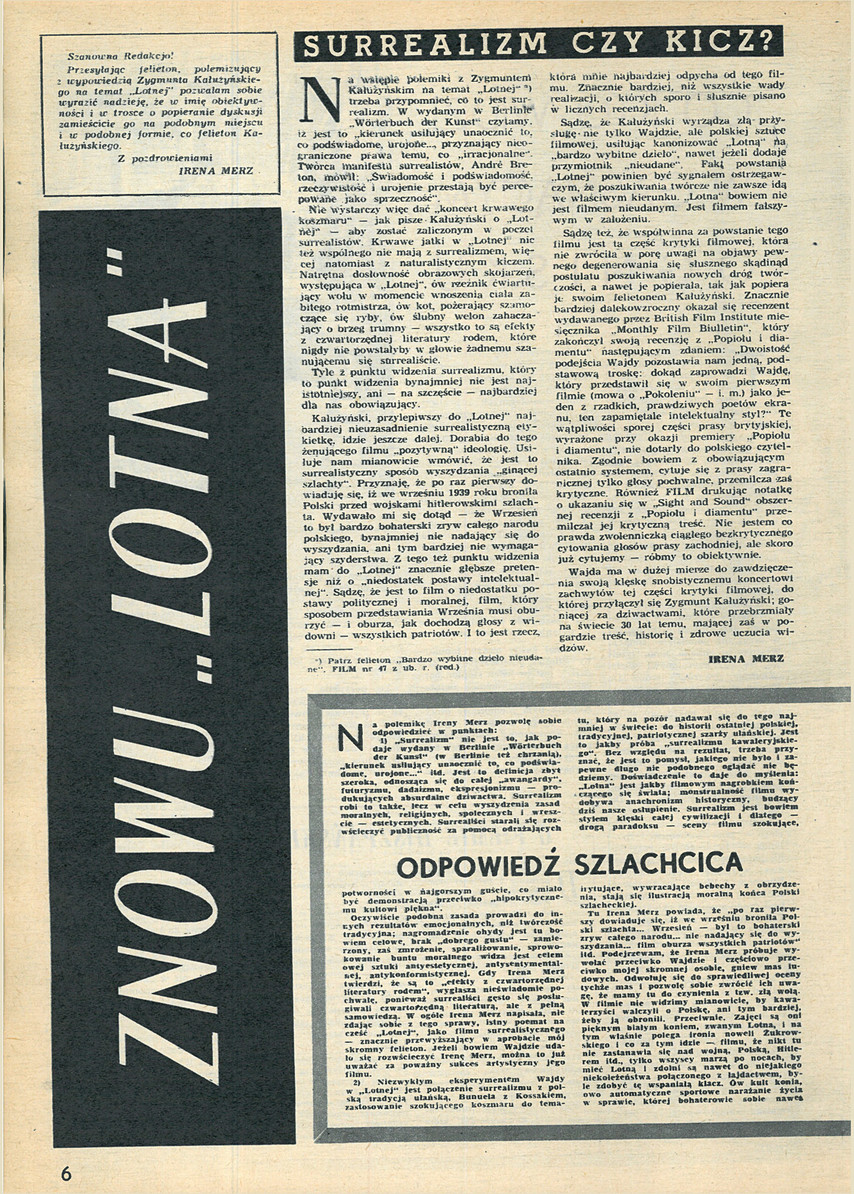 Szanowna Redakcjo!
Przesyłając felieton, polemizujący
z wypowiedzią Zygmunta Kałużyńskie-
go na temat „Lotnej" pozwalam sobie
wyrazić nadzieję, że w imię obiektyw-
ności i w trosce o popieranie dyskusji
zamieścicie go na podobnym miejscu
i w podobnej formie, co felieton Ka-
łużyńskiego.
Z pozdrowieniami
IRENA MERZ
ZNOWU „LOTNA"
SURREALIZM CZY KICZ?
Na wstępie polemiki z Zygmuntem
Kałużyńskim na temat „Lotnej" *)
trzeba przypomnieć, co to jest sur-
realizm. W wydanym w Berlinie
„Wörterbuch der Kunst" czytamy,
iż jest to „kierunek usiłujący unaocznić to,
co podświadome, urojone..., przyznający nieo-
graniczone prawa temu, co „irracjonalne".
Twórca manifestu surrealistów, André Bre-
ton, mówił: „Świadomość i podświadomość,
rzeczywistość i urojenie przestają być perce-
powane jako sprzeczność".
Nie wystarczy więc dać „koncert krwawego
koszmaru" — jak pisze Kałużyński o „Lot-
nej" — aby zostać zaliczonym w poczet
surrealistów. Krwawe jatki w „Lotnej" nic
też wspólnego nie mają z surrealizmem, wię-
cej natomiast z naturalistycznym kiczem.
Natrętna dosłowność obrazowych skojarzeń,
występująca w „Lotnej", ów rzeźnik ćwiartu-
jący wołu w momencie wnoszenia ciała za-
bitego rotmistrza, ów kot, pożerający szamo-
czące się ryby, ów ślubny welon zahacza-
jący o brzeg trumny — wszystko to są efekty
z czwartorzędnej literatury rodem, które
nigdy nie powstałyby w głowie żadnemu sza-
nującemu się surrealiście.
Tyle z punktu widzenia surrealizmu, który
to punkt widzenia bynajmniej nie jest naj-
istotniejszy, ani — na szczęście — najbardziej
dla nas obowiązujący.
Kałużyński, przylepiwszy do „Lotnej" naj-
bardziej nieuzasadnienie surrealistyczną ety-
kietkę, idzie jeszcze dalej. Dorabia do tego
żenującego filmu „pozytywną" ideologię. Usi-
łuje nam mianowicie wmówić, że jest to
surrealistyczny sposób wyszydzania „ginącej
szlachty". Przyznaję, że po raz pierwszy do-
wiaduję się, iż we wrześniu 1939 roku broniła
Polski przed wojskami hitlerowskimi szlach-
ta. Wydawało mi się dotąd — że Wrzesień
to był bardzo bohaterski zryw całego narodu
polskiego, bynajmniej nie nadający się do
wyszydzania, ani tym bardziej nie wymaga-
jący szyderstwa. Z tego też punktu widzenia
mam do „Lotnej" znacznie głębsze preten-
sje niż o „niedostatek postawy intelektual-
nej". Sądzę, że jest to film o niedostatku po-
stawy politycznej i moralnej, film, który
sposobem przedstawiania Września musi obu-
rzyć — i oburza, jak dochodzą głosy z wi-
downi — wszystkich patriotów. I to jest rzecz,
*) Patrz felieton „Bardzo wybitne dzieło nieuda-
ne", FILM nr 47 z ub. r. (red.)
która mnie najbardziej odpycha od tego fil-
mu. Znacznie bardziej, niż wszystkie wady
realizacji, o których sporo i słusznie pisano
w licznych recenzjach.
Sądzę, że Kałużyński wyrządza złą przy-
sługę nie tylko Wajdzie, ale polskiej sztuce
filmowej, usiłując kanonizować „Lotną" na
„bardzo wybitne dzieło", nawet jeżeli dodaje
przymiotnik „nieudane". Fakt powstania
„Lotnej" powinien być sygnałem ostrzegaw-
czym, że poszukiwania twórcze nie zawsze idą
we właściwym kierunku. „Lotna" bowiem nie
jest filmem nieudanym. Jest filmem fałszy-
wym w założeniu.
Sądzę też, że współwinna za powstanie tego
filmu jest ta część krytyki filmowej, która
nie zwróciła w porę uwagi na objawy pew-
nego degenerowania się słusznego skądinąd
postulatu poszukiwania nowych dróg twór-
czości, a nawet je popierała, tak jak popiera
je swoim felietonem Kałużyński. Znacznie
bardziej dalekowzroczny okazał się recenzent
wydawanego przez British Film Institute mie-
sięcznika „Monthly Film Biulletin", który
zakończył swoją recenzję z „Popiołu i dia-
mentu" następującym zdaniem: „Dwoistość
podejścia Wajdy pozostawia nam jedną, pod-
stawową troskę: dokąd zaprowadzi Wajdę,
który przedstawił się w swoim pierwszym
filmie (mowa o „Pokoleniu" — i. m.) jako je-
den z rzadkich, prawdziwych poetów ekra-
nu, ten zapamiętale intelektualny styl?" Te
wątpliwości sporej części prasy brytyjskiej,
wyrażone przy okazji premiery „Popiołu
i diamentu", nie dotarły do polskiego czytel-
nika. Zgodnie bowiem z obowiązującym
ostatnio systemem, cytuje się z prasy zagra-
nicznej tylko głosy pochwalne, przemilcza zaś
krytyczne. Również FILM drukując notatkę
o ukazaniu się w „Sight and Sound" obszer-
nej recenzji z „Popiołu i diamentu" prze-
milczał jej krytyczną treść. Nie jestem co
prawda zwolenniczką ciągłego bezkrytycznego
cytowania głosów prasy zachodniej, ale skoro
już cytujemy — róbmy to obiektywnie.
Wajda ma w dużej mierze do zawdzięcze-
nia swoją klęskę snobistycznemu koncertowi
zachwytów tej części krytyki filmowej, do
której przyłączył się Zygmunt Kałużyński; go-
niącej za dziwactwami, które przebrzmiały
na świecie 30 lat temu, mającej zaś w po-
gardzie treść, historię i zdrowe uczucia wi-
dzów.
IRENA MERZ
Na polemikę Ireny Merz pozwolę sobie
odpowiedzieć w punktach:
1) „Surrealizm" nie jest to, jak po-
daje wydany w Berlinie „Wörterbuch
der Kunst" (w Berlinie też chrzanią),
„kierunek usiłujący unaocznić to, co podświa-
dome, urojone..." itd. Jest to definicja zbyt
szeroka, odnosząca się do całej „awangardy",
futuryzmu, dadaizmu, ekspresjonizmu — pro-
dukujących absurdalne dziwactwa. Surrealizm
robi to także, lecz w celu wyszydzenia zasad
moralnych, religijnych, społecznych i wresz-
cie — estetycznych. Surrealiści starali się roz-
wścieczyć publiczność za pomocą odrażających
tu, który na pozór nadawał się do tego naj-
mniej w świecie: do historii ostatniej polskiej,
tradycyjnej, patriotycznej szarży ułańskiej. Jest
to jakby próba „surrealizmu kawaleryjskie-
go". Bez względu na rezultat, trzeba przy-
znać, że jest to pomysł, jakiego nie było i za-
pewne długo nie podobnego oglądać nie bę-
dziemy. Doświadczenie to daje do myślenia:
„Lotna" jest jakby filmowym nagrobkiem koń-
czącego się świata; monstrualność filmu wy-
dobywa anachronizm historyczny, budzący
dziś nasze osłupienie. Surrealizm jest bowiem
stylem klęski całej cywilizacji i dlatego —
drogą paradoksu — sceny filmu szokujące,
ODPOWIEDŹ SZLACHCICA
potworności w najgorszym guście, co miało
być demonstracją przeciwko „hipokrytyczne-
mu kultowi piękna".
Oczywiście podobna zasada prowadzi do in-
nych rezultatów emocjonalnych, niż twórczość
tradycyjna; nagromadzenie ohydy jest tu bo-
wiem celowe, brak „dobrego gustu" — zamie-
rzony, zaś zmrożenie, sparaliżowanie, sprowo-
kowanie buntu moralnego widza jest celem
owej sztuki antyestetycznej, antysentymental-
nej, antykonformistycznej. Gdy Irena Merz
twierdzi, że są to „efekty z czwartorzędnej
literatury rodem", wygłasza nieświadomie po-
chwałę, ponieważ surrealiści gęsto się posłu-
giwali czwartorzędną literaturą, ale z pełną
samowiedzą. W ogóle Irena Merz napisała, nie
zdając sobie z tego sprawy, istny poemat na
cześć „Lotnej", jako filmu surrealistycznego
— znacznie przewyższający w aprobacie mój
skromny felieton. Jeżeli bowiem Wajdzie uda-
ło się rozwścieczyć Irenę Merz, można to już
uważać za poważny sukces artystyczny jego
filmu.
2) Niezwykłym eksperymentem Wajdy
w „Lotnej" jest połączenie surrealizmu z pol-
ską tradycją ułańską, Bunuela z Kossakiem,
zastosowanie szokującego koszmaru do tema-
irytujące, wywracające bebechy z obrzydze-
nia, stają się ilustracją moralną końca Polski
szlacheckiej.
Tu Irena Merz powiada, że „po raz pierw-
szy dowiaduje się, iż we wrześniu broniła Pol-
ski szlachta... Wrzesień — był to bohaterski
zryw całego narodu... nie nadający się do wy-
szydzania... film oburza wszystkich patriotów"
itd. Podejrzewam, że Irena Merz próbuje wy-
wołać przeciwko Wajdzie i częściowo prze-
ciwko mojej skromnej osobie, gniew mas lu-
dowych. Odwołuję się do sprawiedliwej oceny
tychże mas i pozwolę sobie zwrócić ich uwa-
gę, że mamy tu do czynienia z tzw. złą wolą.
W filmie nie widzimy mianowicie, by kawa-
lerzyści walczyli o Polskę, ani tym bardziej,
żeby ją obronili. Przeciwnie. Zajęci są oni
pięknym białym koniem, zwanym Lotna, i na
tym właśnie polega ironia noweli Żukrow-
skiego i co za tym idzie — filmu, że nikt tu
nie zastanawia się nad wojną, Polską, Hitle-
rem itd., tylko wszyscy marzą po nocach, by
mieć Lotną i zdolni są nawet do niejakiego
niekoleżeństwa połączonego z łajdactwem, by-
le zdobyć tę wspaniałą klacz. Ów kult konia,
owo automatyczne sportowe narażanie życia
w sprawie, której bohaterowie sobie nawet
6